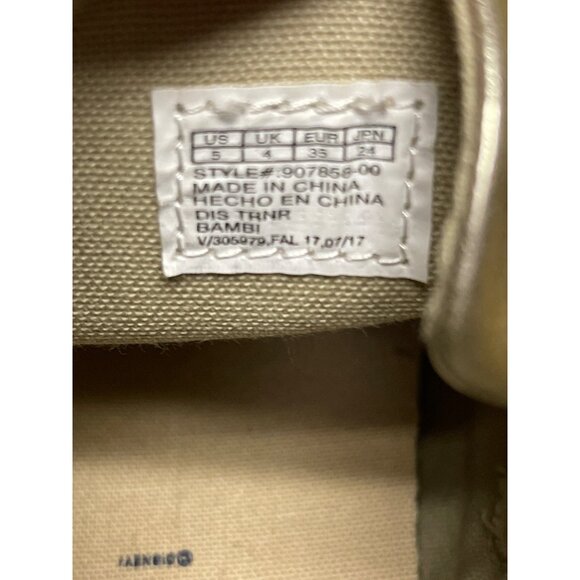 US UK EUR JPN
5 4 35 24
STYLE#:907858-00
MADE IN CHINA
HECHO EN CHINA
DIS TRNR
BAMBI
V/305979,FAL 17,07/17
©DISNEY